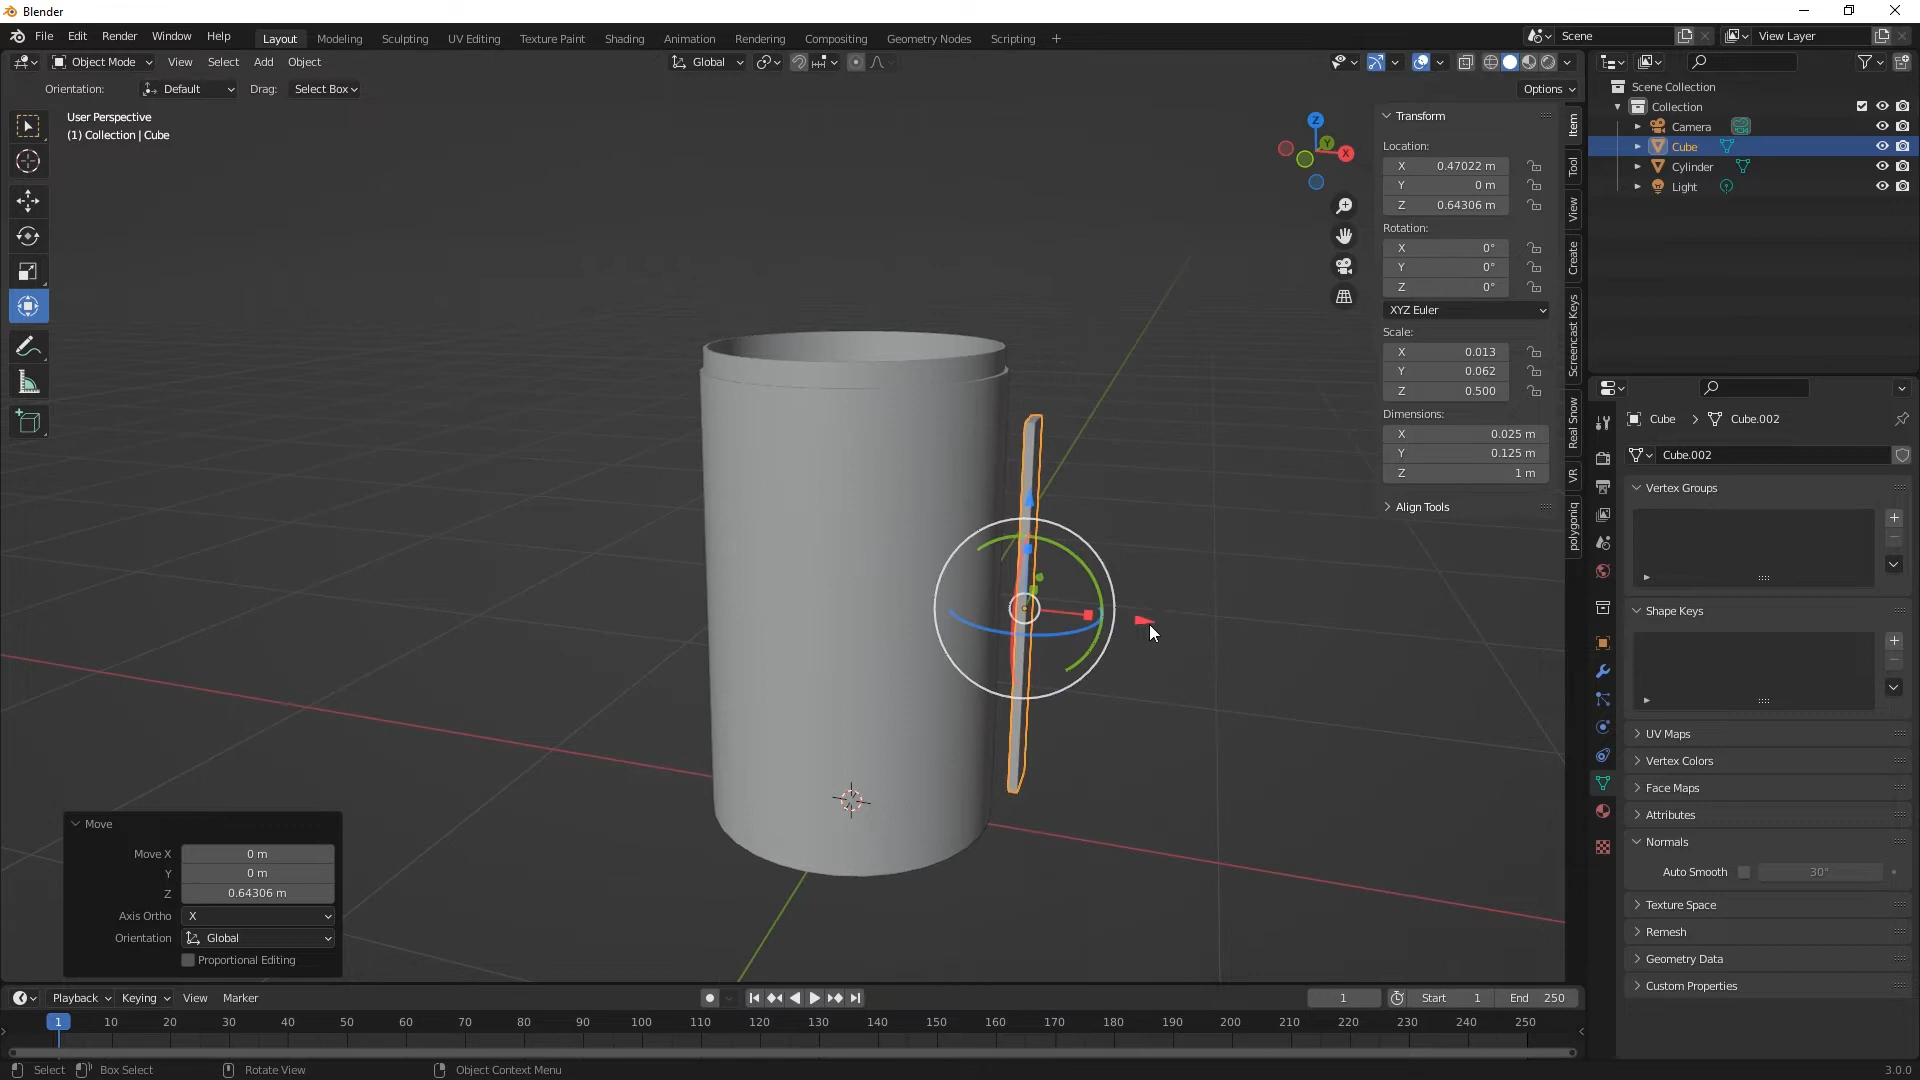 Blender
File Edit Render Window Help
Layout Modeling Sculpting UV Editing Texture Paint Shading Animation Rendering Compositing Geometry Nodes Scripting +
Scene
View Layer
Object Mode View Select Add Object
Global
Orientation: Default Drag: Select Box
Options
User Perspective
(1) Collection | Cube
Z
Y
X
Transform
Location:
X 0.47022 m
Y 0 m
Z 0.64306 m
Rotation:
X 0°
Y 0°
Z 0°
XYZ Euler
Scale:
X 0.013
Y 0.062
Z 0.500
Dimensions:
X 0.025 m
Y 0.125 m
Z 1 m
Align Tools
Item
Tool
View
Create
Screencast Keys
Real Snow
VR
polygoniq
Scene Collection
Collection
Camera
Cube
Cylinder
Light
Cube Cube.002
Cube.002
Vertex Groups
Shape Keys
UV Maps
Vertex Colors
Face Maps
Attributes
Normals
Auto Smooth 30°
Texture Space
Remesh
Geometry Data
Custom Properties
Move
Move X 0 m
Y 0 m
Z 0.64306 m
Axis Ortho X
Orientation Global
Proportional Editing
Playback Keying View Marker
1 Start 1 End 250
1 10 20 30 40 50 60 70 80 90 100 110 120 130 140 150 160 170 180 190 200 210 220 230 240 250
Select Box Select Rotate View Object Context Menu
3.0.0